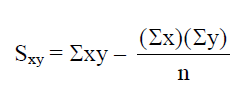 Sxy = Σxy – (Σx)(Σy)
n